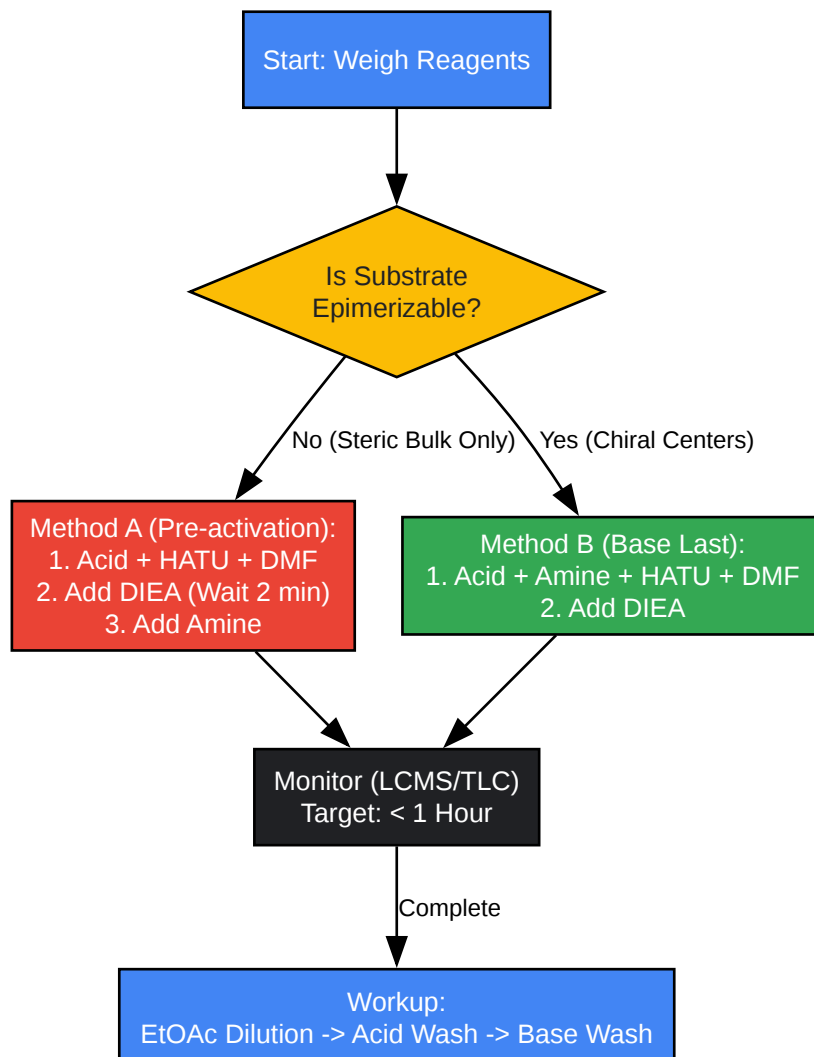 Start: Weigh Reagents
Is Substrate
Epimerizable?
No (Steric Bulk Only)
Yes (Chiral Centers)
Method A (Pre-activation):
1. Acid + HATU + DMF
2. Add DIEA (Wait 2 min)
3. Add Amine
Method B (Base Last):
1. Acid + Amine + HATU + DMF
2. Add DIEA
Monitor (LCMS/TLC)
Target: < 1 Hour
Complete
Workup:
EtOAc Dilution -> Acid Wash -> Base Wash